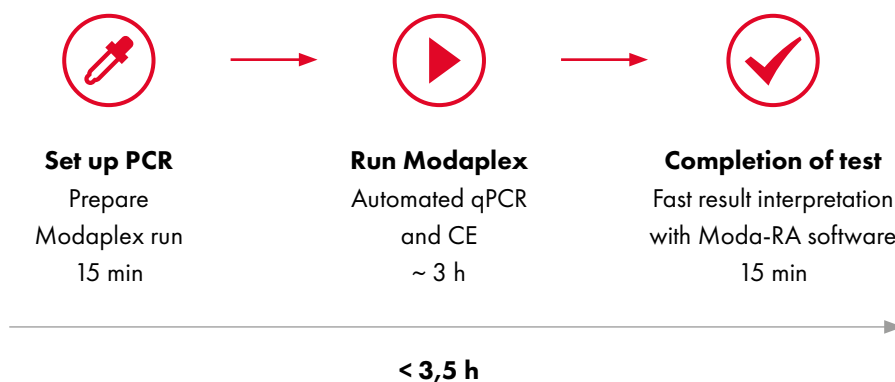 Set up PCR
Prepare
Modaplex run
15 min
Run Modaplex
Automated qPCR
and CE
~ 3 h
Completion of test
Fast result interpretation
with Moda-RA software
15 min
< 3,5 h